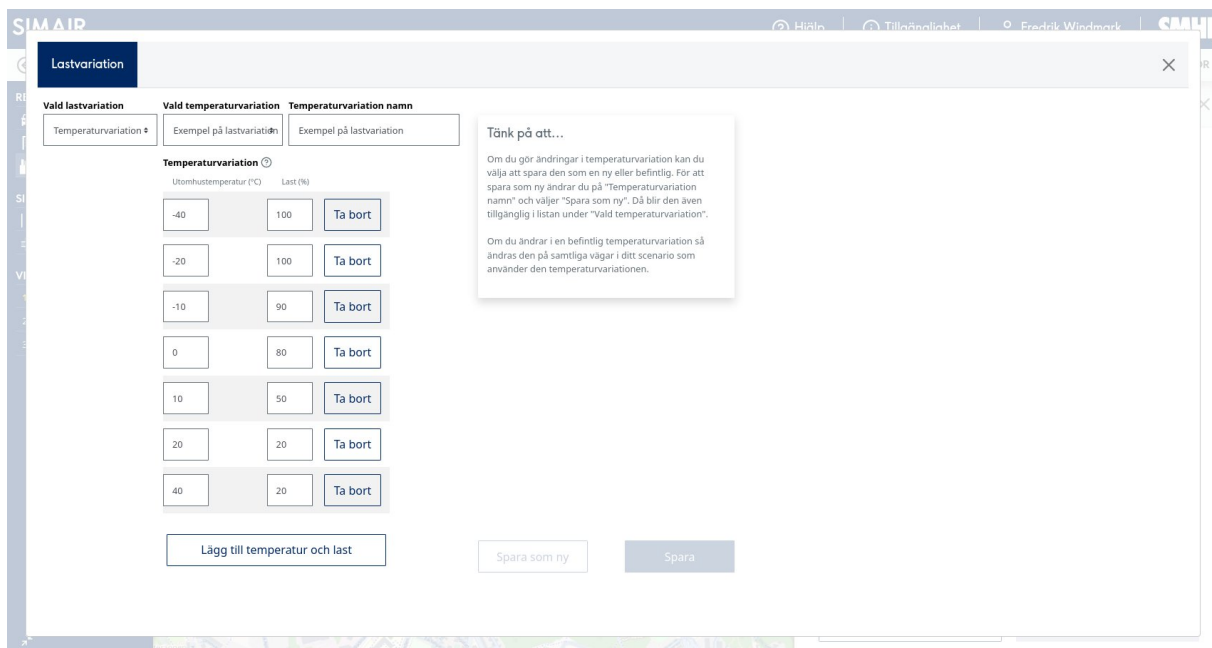 SIMAIR
Hjälp
Tillgänglighet
Fredrik Windmark
SMHI
Lastvariation
Vald lastvariation
Vald temperaturvariation
Temperaturvariation namn
Temperaturvariation
Exempel på lastvariation
Exempel på lastvariation
Tänk på att...
Om du gör ändringar i temperaturvariation kan du
välja att spara den som en ny eller befintlig. För att
spara som ny ändrar du på "Temperaturvariation
namn" och väljer "Spara som ny". Då blir den även
tillgänglig i listan under "Vald temperaturvariation".
Om du ändrar i en befintlig temperaturvariation så
ändras den på samtliga vägar i ditt scenario som
använder den temperaturvariationen.
Temperaturvariation
Utomhustemperatur (°C) Last (%)
-40 100 Ta bort
-20 100 Ta bort
-10 90 Ta bort
0 80 Ta bort
10 50 Ta bort
20 20 Ta bort
40 20 Ta bort
Lägg till temperatur och last
Spara som ny
Spara